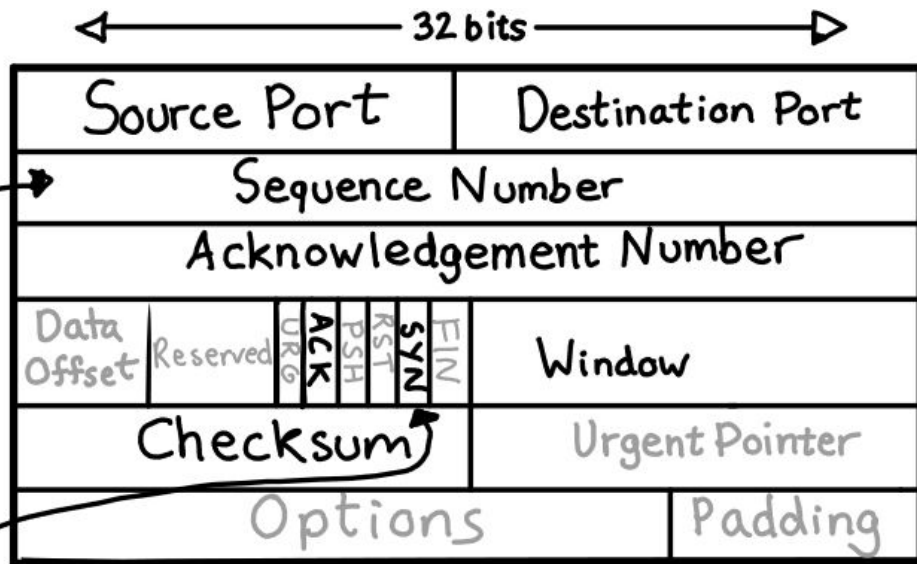 32 bits
Source Port Destination Port
Sequence Number
Acknowledgement Number
Data Offset Reserved URG ACK PSH RST SYN FIN Window
Checksum Urgent Pointer
Options Padding